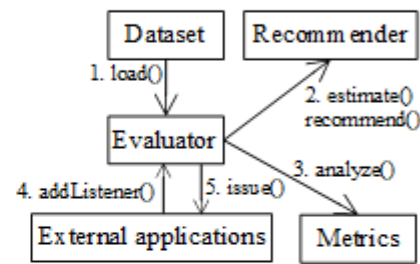 Dataset
Recommender
1. load()
2. estimate()
recommend()
Evaluator
3. analyze()
4. addListener()
5. issue()
External applications
Metrics